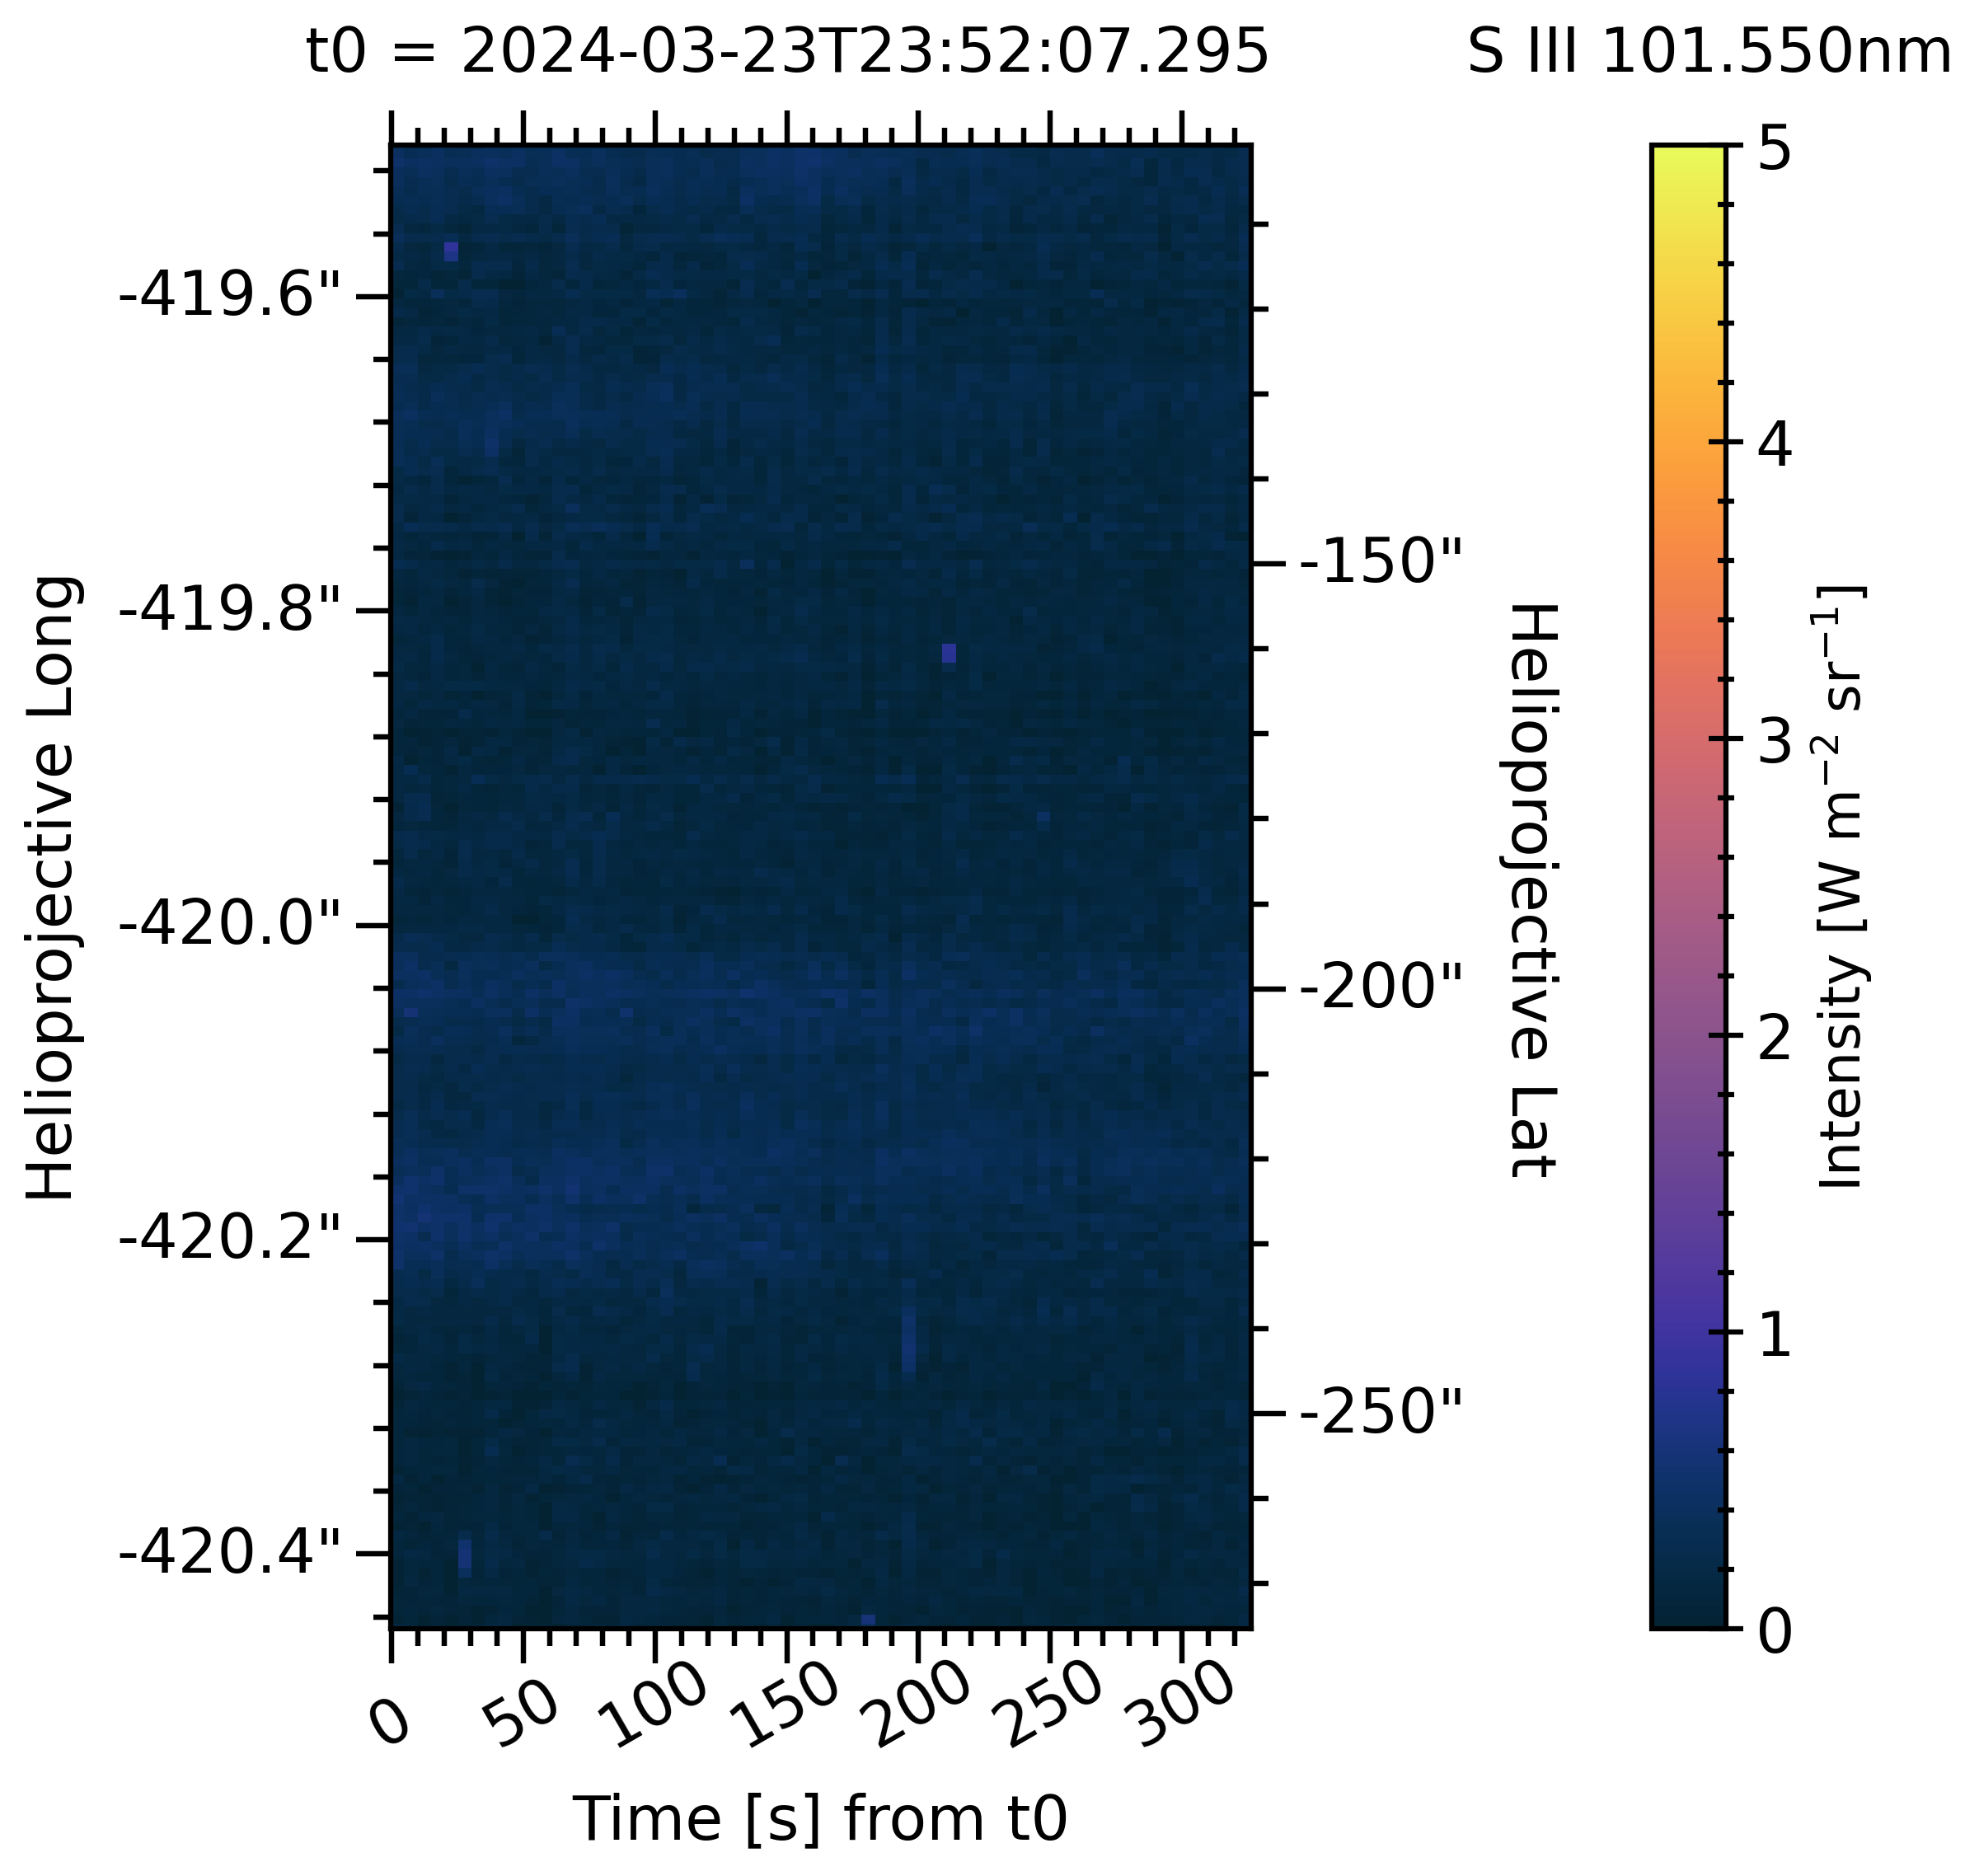 t0 = 2024-03-23T23:52:07.295
S III 101.550nm
Helioprojective Long
-419.6"
-419.8"
-420.0"
-420.2"
-420.4"
-150"
-200"
-250"
Helioprojective Lat
5
4
3
2
1
0
Intensity [W m⁻² sr⁻¹]
0 50 100 150 200 250 300
Time [s] from t0